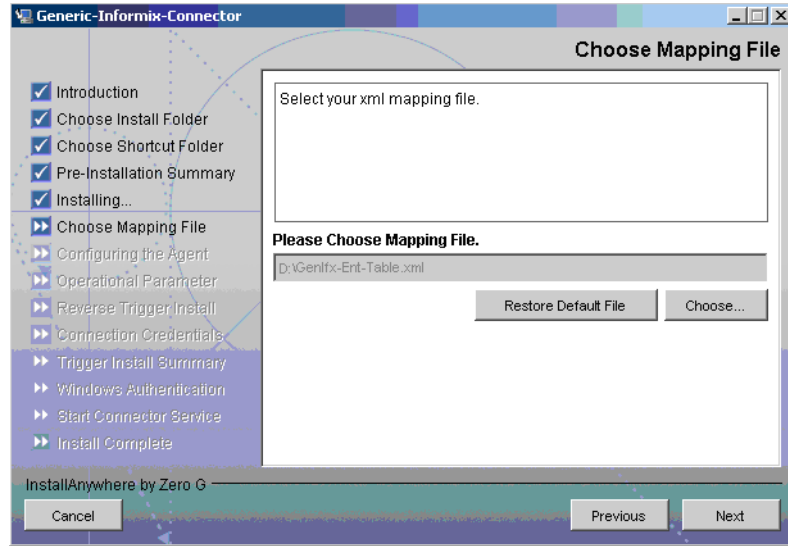 Generic-Informix-Connector
Choose Mapping File
Introduction
Choose Install Folder
Choose Shortcut Folder
Pre-Installation Summary
Installing...
Choose Mapping File
Configuring the Agent
Operational Parameter
Reverse Trigger Install
Connection Credentials
Trigger Install Summary
Windows Authentication
Start Connector Service
Install Complete
Select your xml mapping file.
Please Choose Mapping File.
D:\GenIfx-Ent-Table.xml
Restore Default File
Choose...
InstallAnywhere by Zero G
Cancel
Previous
Next